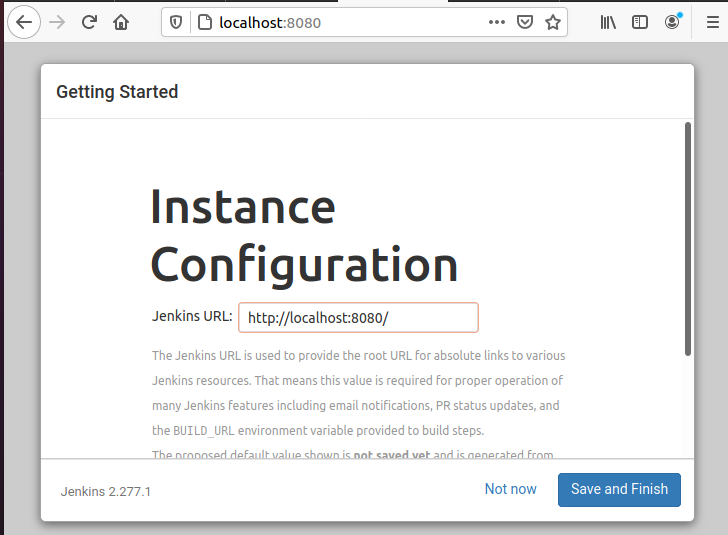 localhost:8080
Getting Started
Instance
Configuration
Jenkins URL: http://localhost:8080/
The Jenkins URL is used to provide the root URL for absolute links to various
Jenkins resources. That means this value is required for proper operation of
many Jenkins features including email notifications, PR status updates, and
the BUILD_URL environment variable provided to build steps.
The proposed default value shown is not saved yet and is generated from
Jenkins 2.277.1
Not now
Save and Finish